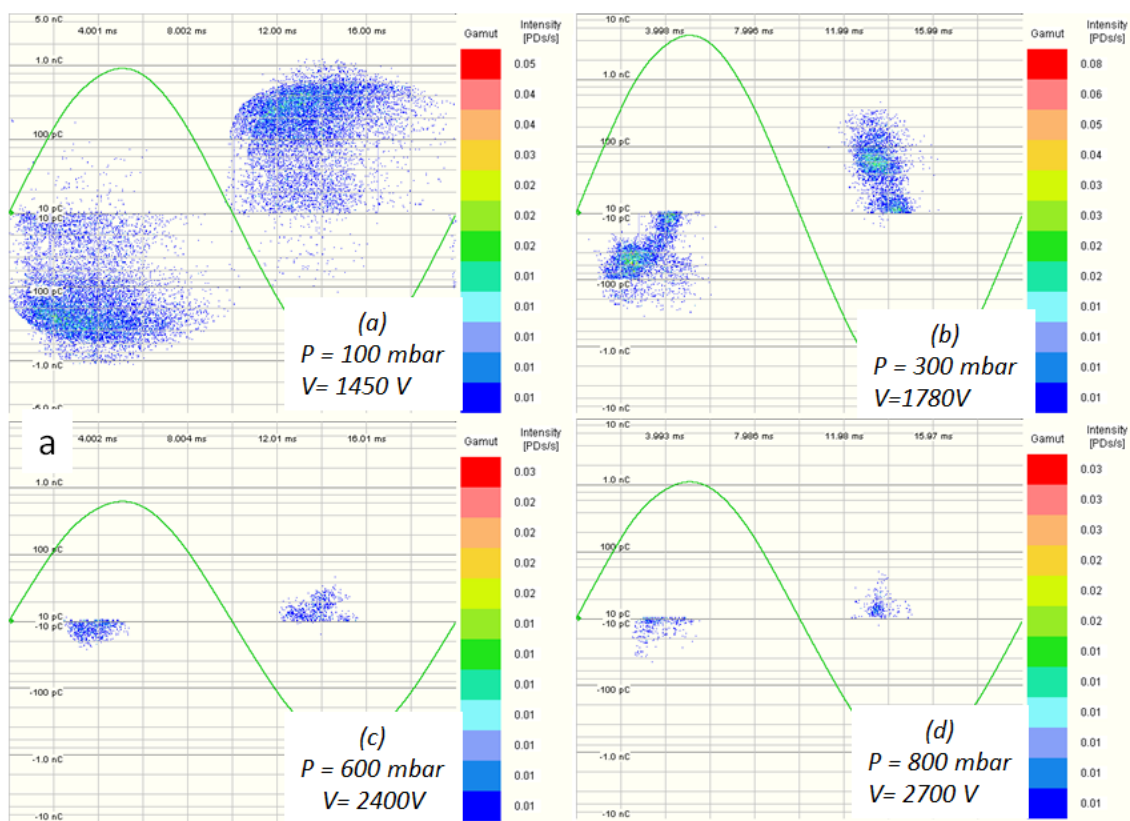 5.0 nC
4.001 ms 8.002 ms 12.00 ms 16.00 ms
1.0 nC
100 pC
10 pC
10 pC
100 pC
-1.0 nC
(a)
P = 100 mbar
V= 1450 V
Gamut
Intensity
[PDs/s]
0.05
0.04
0.04
0.03
0.02
0.02
0.02
0.01
0.01
0.01
0.01
0.01
10 nC
3.998 ms 7.996 ms 11.99 ms 15.99 ms
1.0 nC
100 pC
10 pC
-10 pC
-100 pC
-1.0 nC
-10 nC
(b)
P = 300 mbar
V=1780V
Gamut
Intensity
[PDs/s]
0.08
0.06
0.05
0.04
0.03
0.03
0.02
0.02
0.01
0.01
0.01
0.01
a
4.002 ms 8.004 ms 12.01 ms 16.01 ms
1.0 nC
100 pC
10 pC
-10 pC
-100 pC
-1.0 nC
-10 nC
(c)
P = 600 mbar
V= 2400V
Gamut
Intensity
[PDs/s]
0.03
0.02
0.02
0.02
0.02
0.01
0.01
0.01
0.01
0.01
0.01
0.01
10 nC
3.993 ms 7.986 ms 11.98 ms 15.97 ms
1.0 nC
100 pC
10 pC
-10 pC
-100 pC
-1.0 nC
-10 nC
(d)
P = 800 mbar
V= 2700 V
Gamut
Intensity
[PDs/s]
0.03
0.03
0.03
0.02
0.02
0.02
0.01
0.01
0.01
0.01
0.01
0.01